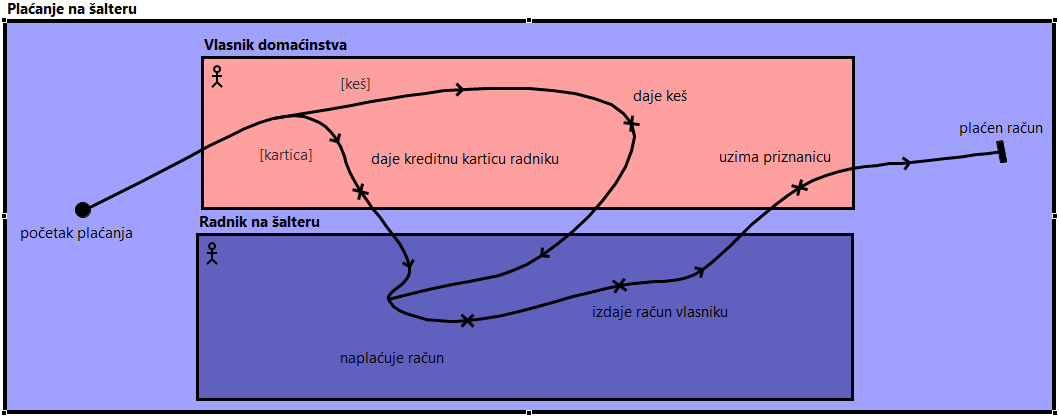 Plaćanje na šalteru
Vlasnik domaćinstva
[keš]
daje keš
plaćen račun
[kartica]
daje kreditnu karticu radniku
uzima priznanicu
Radnik na šalteru
početak plaćanja
izdaje račun vlasniku
naplaćuje račun